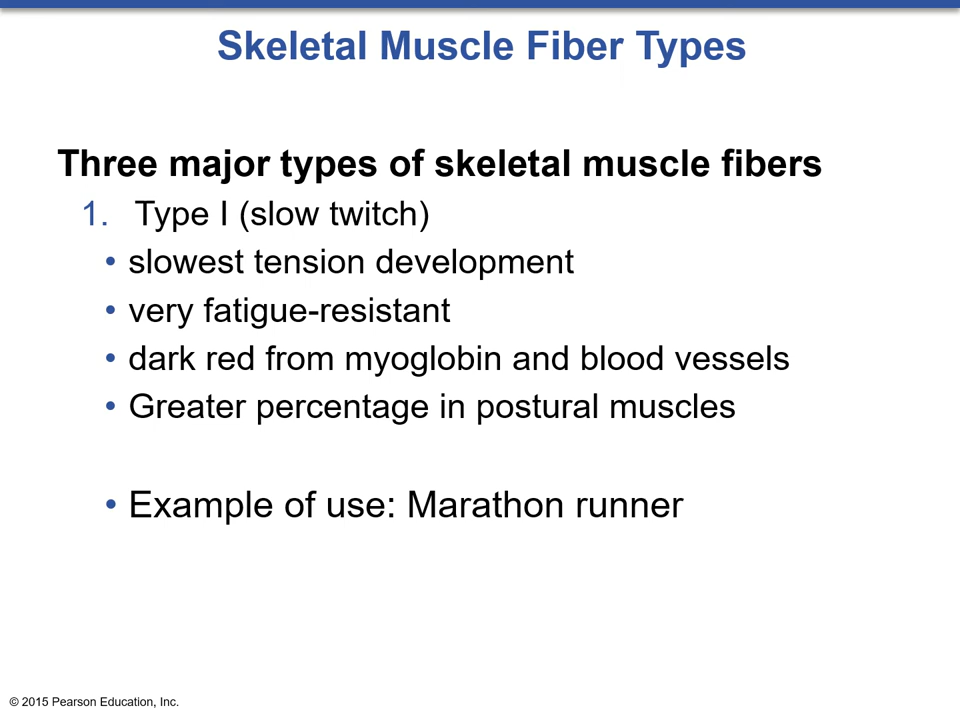 Skeletal Muscle Fiber Types
Three major types of skeletal muscle fibers
1. Type I (slow twitch)
• slowest tension development
• very fatigue-resistant
• dark red from myoglobin and blood vessels
• Greater percentage in postural muscles
• Example of use: Marathon runner
© 2015 Pearson Education, Inc.